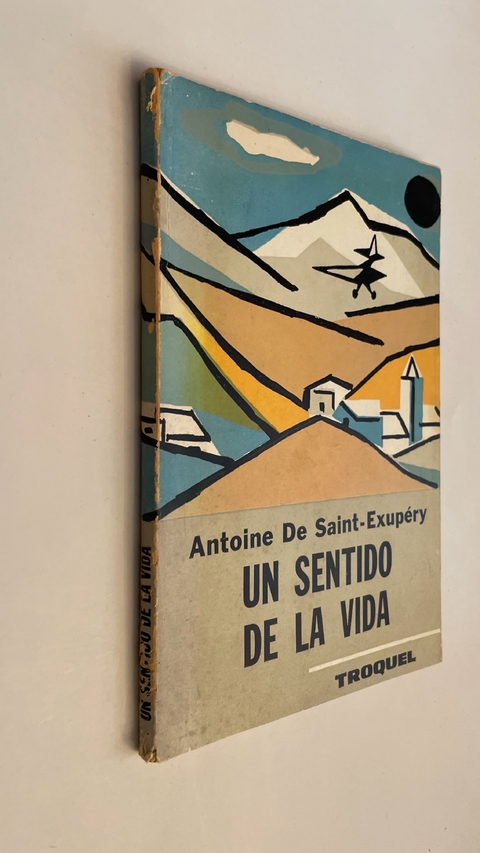 Antoine De Saint-Exupéry
UN SENTIDO
DE LA VIDA
TROQUEL
UN SENTIDO DE LA VIDA